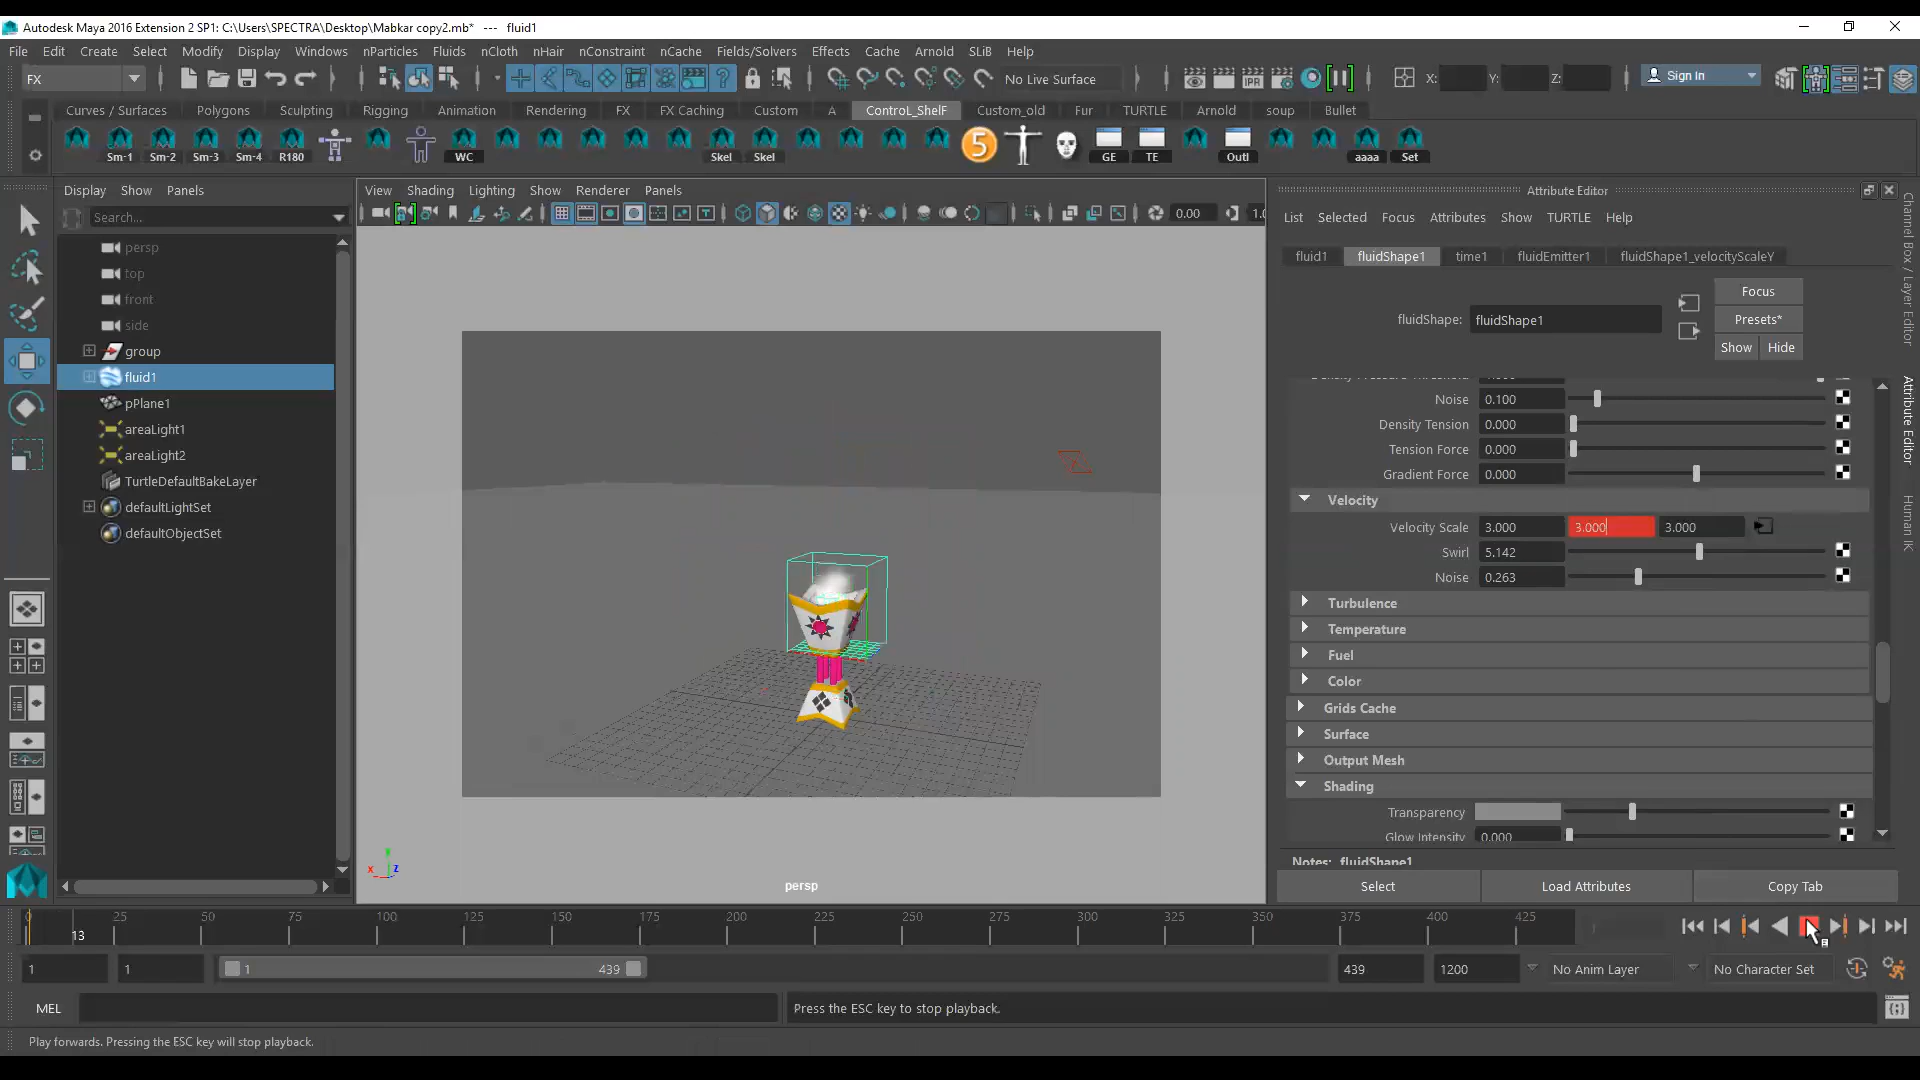 Autodesk Maya 2016 Extension 2 SP1: C:\Users\SPECTRA\Desktop\Mabkar copy2.mb* --- fluid1
File Edit Create Select Modify Display Windows nParticles Fluids nCloth nHair nConstraint nCache Fields/Solvers Effects Cache Arnold SLiB Help
FX
No Live Surface
X: Y: Z:
Sign In
Curves / Surfaces Polygons Sculpting Rigging Animation Rendering FX FX Caching Custom A ControL_ShelF Custom_old Fur TURTLE Arnold soup Bullet
Sm-1 Sm-2 Sm-3 Sm-4 R180 WC Skel Skel 5 GE TE Outl aaaa Set
Display Show Panels
Search...
persp
top
front
side
group
fluid1
pPlane1
areaLight1
areaLight2
TurtleDefaultBakeLayer
defaultLightSet
defaultObjectSet
View Shading Lighting Show Renderer Panels
0.00
persp
x z
Attribute Editor
List Selected Focus Attributes Show TURTLE Help
fluid1 fluidShape1 time1 fluidEmitter1 fluidShape1_velocityScaleY
Focus
fluidShape: fluidShape1
Presets*
Show Hide
Noise 0.100
Density Tension 0.000
Tension Force 0.000
Gradient Force 0.000
Velocity
Velocity Scale 3.000 3.000 3.000
Swirl 5.142
Noise 0.263
Turbulence
Temperature
Fuel
Color
Grids Cache
Surface
Output Mesh
Shading
Transparency
Glow Intensity 0.000
Notes: fluidShape1
Select Load Attributes Copy Tab
Channel Box / Layer Editor
Attribute Editor
Human IK
25 50 75 100 125 150 175 200 225 250 275 300 325 350 375 400 425
13
1 1 1 439 439 1200 No Anim Layer No Character Set
MEL Press the ESC key to stop playback.
Play forwards. Pressing the ESC key will stop playback.